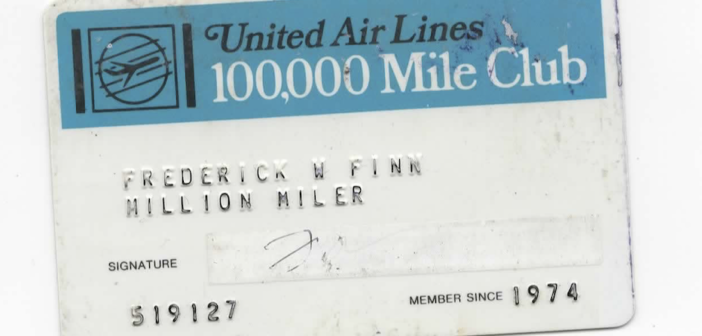 United Air Lines
100,000 Mile Club
FREDERICK W FINN
MILLION MILER
SIGNATURE
519127
MEMBER SINCE 1974